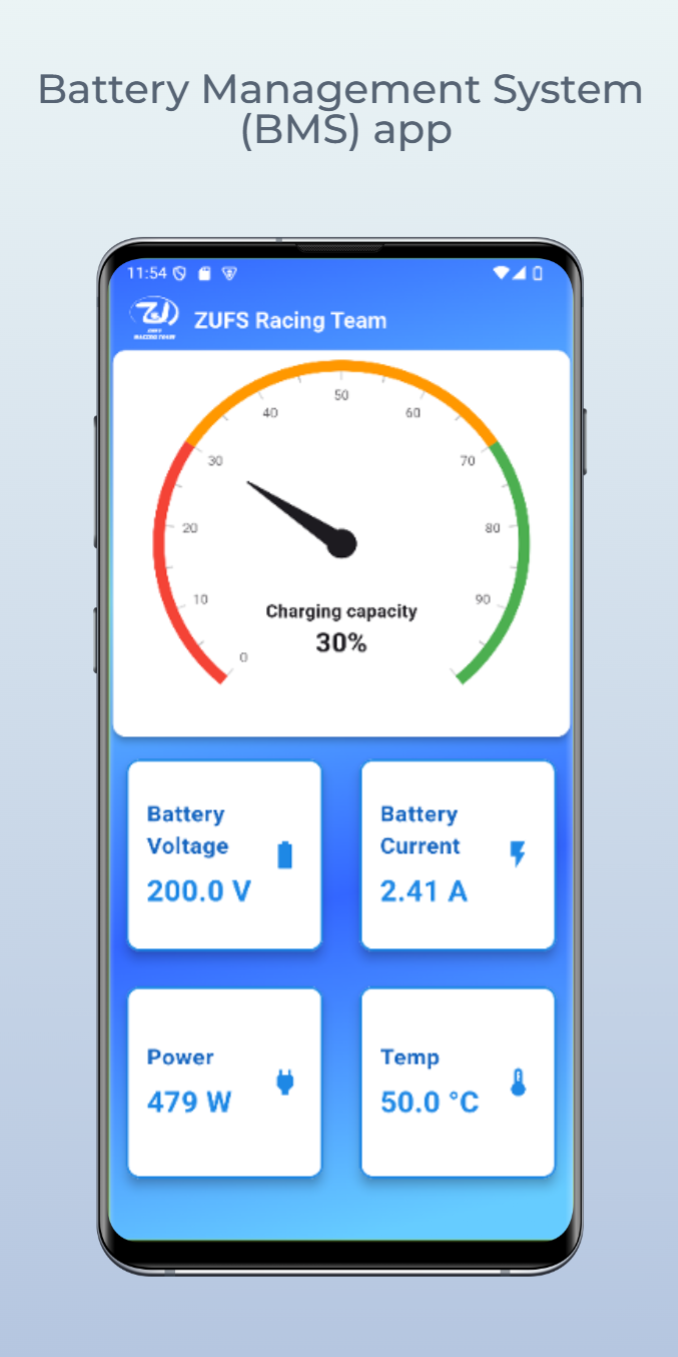 Battery Management System
(BMS) app
11:54
ZUFS Racing Team
50
40
60
30
70
20
80
10
90
0
Charging capacity
30%
Battery
Voltage
200.0 V
Battery
Current
2.41 A
Power
479 W
Temp
50.0 °C